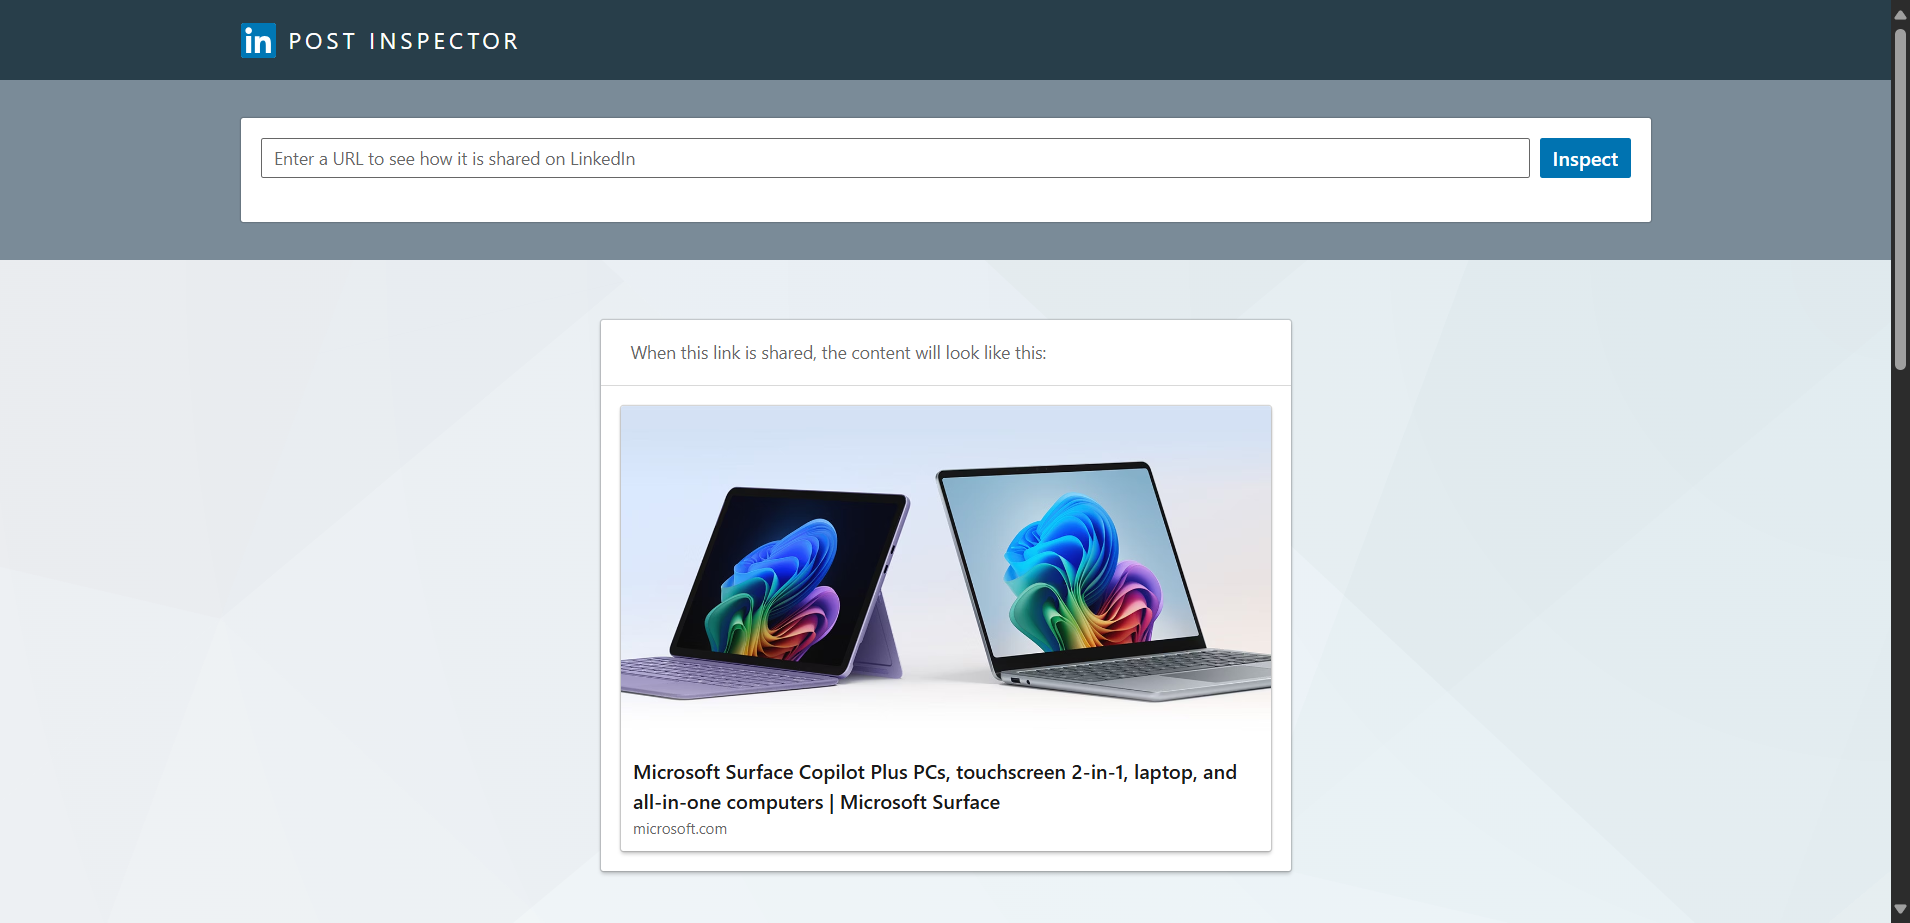 in POST INSPECTOR
Enter a URL to see how it is shared on LinkedIn
Inspect
When this link is shared, the content will look like this:
Microsoft Surface Copilot Plus PCs, touchscreen 2-in-1, laptop, and
all-in-one computers | Microsoft Surface
microsoft.com